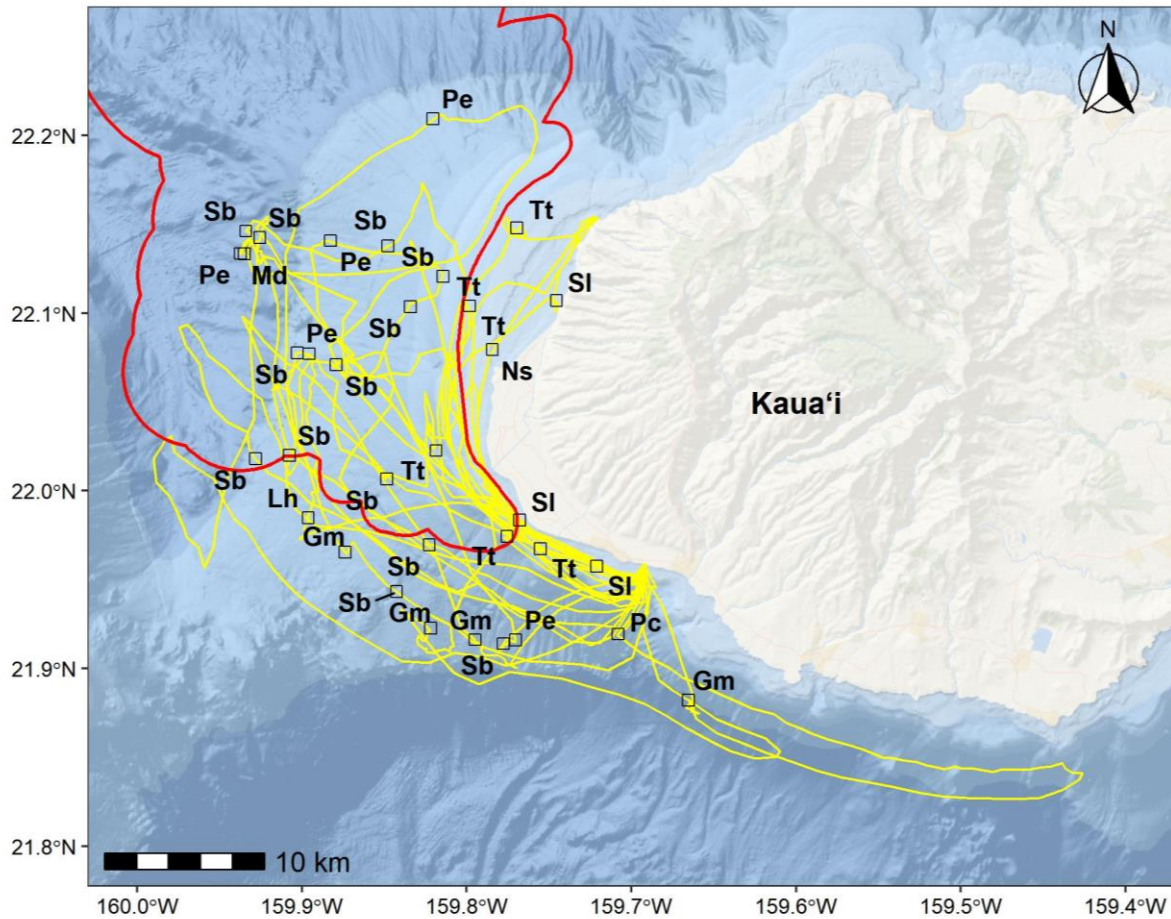 N
22.2°N
22.1°N
22.0°N
21.9°N
21.8°N
Pe
Sb
Sb
Sb
Tt
Pe
Md
Pe
Sb
Tt
Sl
Sb
Tt
Pe
Ns
Sb
Sb
Kauaʻi
Sb
Sb
Tt
Lh
Sb
Sl
Gm
Tt
Tt
Sb
Sl
Sb
Gm
Gm
Pe
Pc
Sb
Gm
10 km
160.0°W
159.9°W
159.8°W
159.7°W
159.6°W
159.5°W
159.4°W